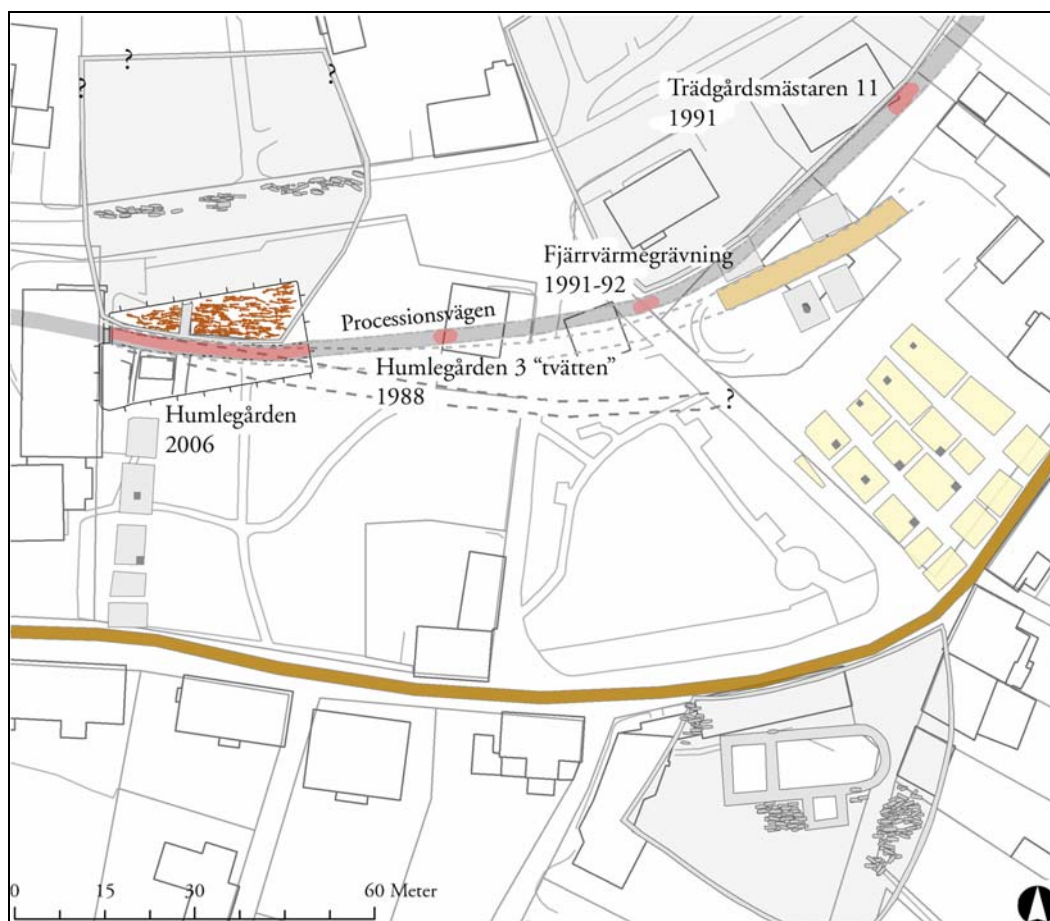 ?
?
?
Trädgårdsmästaren 11
1991
Fjärrvärmegrävning
1991-92
Processionsvägen
Humlegården 3 “tvätten”
1988
?
Humlegården
2006
0 15 30 60 Meter